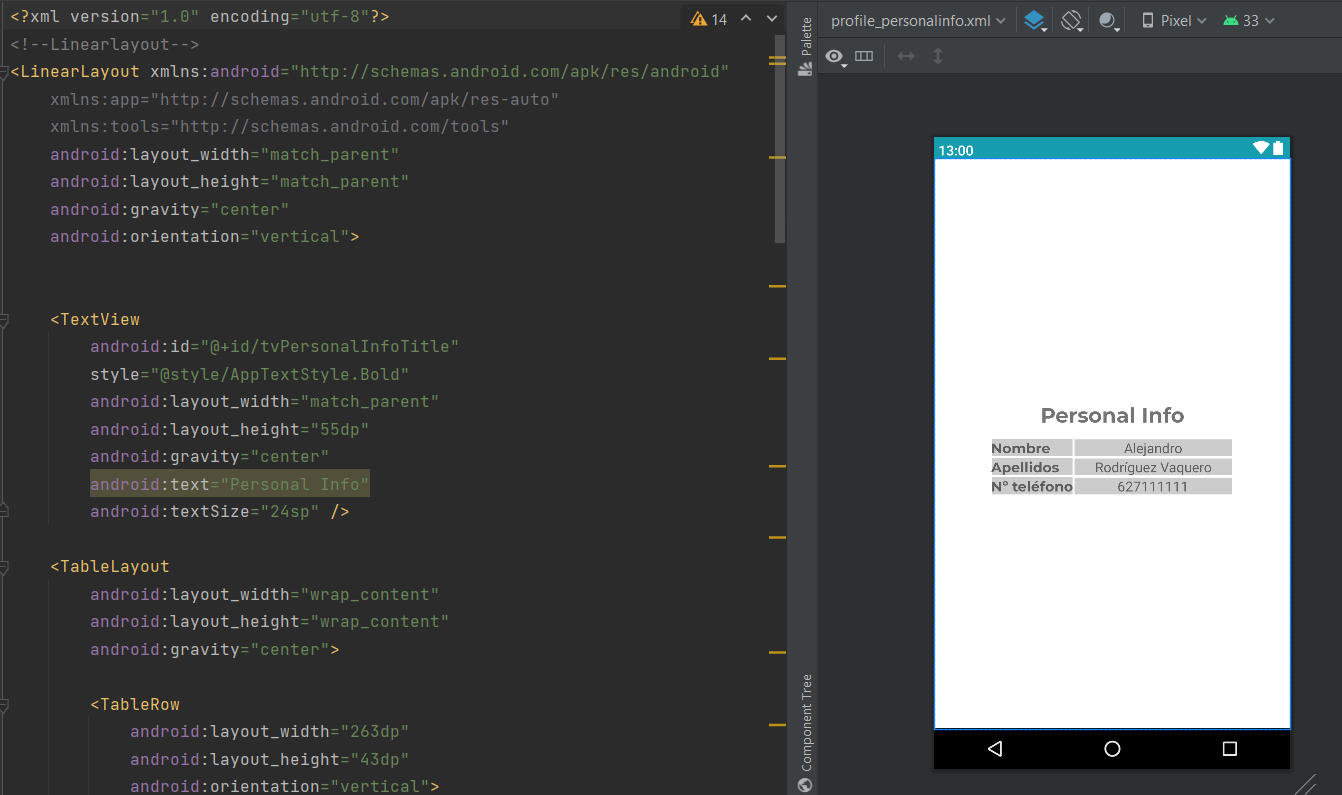 <?xml version="1.0" encoding="utf-8"?>
<!--Linearlayout-->
<LinearLayout xmlns:android="http://schemas.android.com/apk/res/android"
    xmlns:app="http://schemas.android.com/apk/res-auto"
    xmlns:tools="http://schemas.android.com/tools"
    android:layout_width="match_parent"
    android:layout_height="match_parent"
    android:gravity="center"
    android:orientation="vertical">
    <TextView
        android:id="@+id/tvPersonalInfoTitle"
        style="@style/AppTextStyle.Bold"
        android:layout_width="match_parent"
        android:layout_height="55dp"
        android:gravity="center"
        android:text="Personal Info"
        android:textSize="24sp" />
    <TableLayout
        android:layout_width="wrap_content"
        android:layout_height="wrap_content"
        android:gravity="center">
        <TableRow
            android:layout_width="263dp"
            android:layout_height="43dp"
            android:orientation="vertical">
14
Palette
Component Tree
profile_personalinfo.xml
Pixel
33
13:00
Personal Info
Nombre Alejandro
Apellidos Rodríguez Vaquero
Nº teléfono 627111111